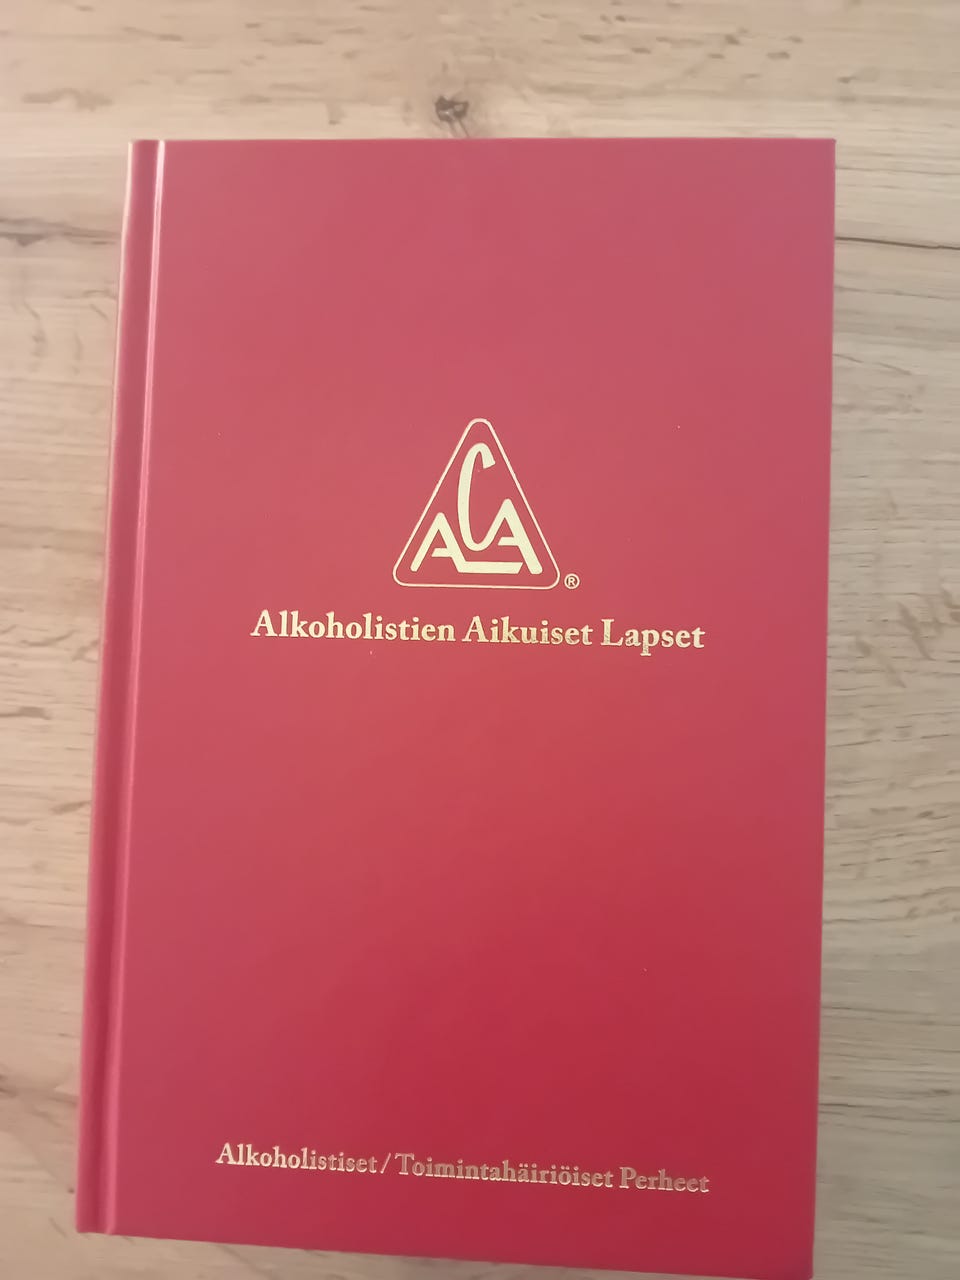 ACA
®
Alkoholistien Aikuiset Lapset
Alkoholistiset/Toimintahäiriöiset Perheet